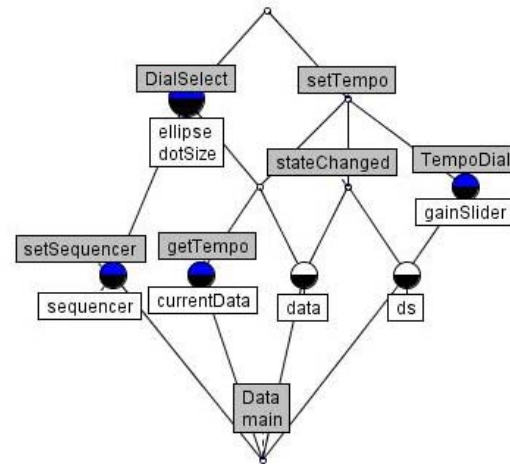 DialSelect
setTempo
ellipse
dotSize
stateChanged
TempoDial
gainSlider
setSequencer
getTempo
sequencer
currentData
data
ds
Data
main